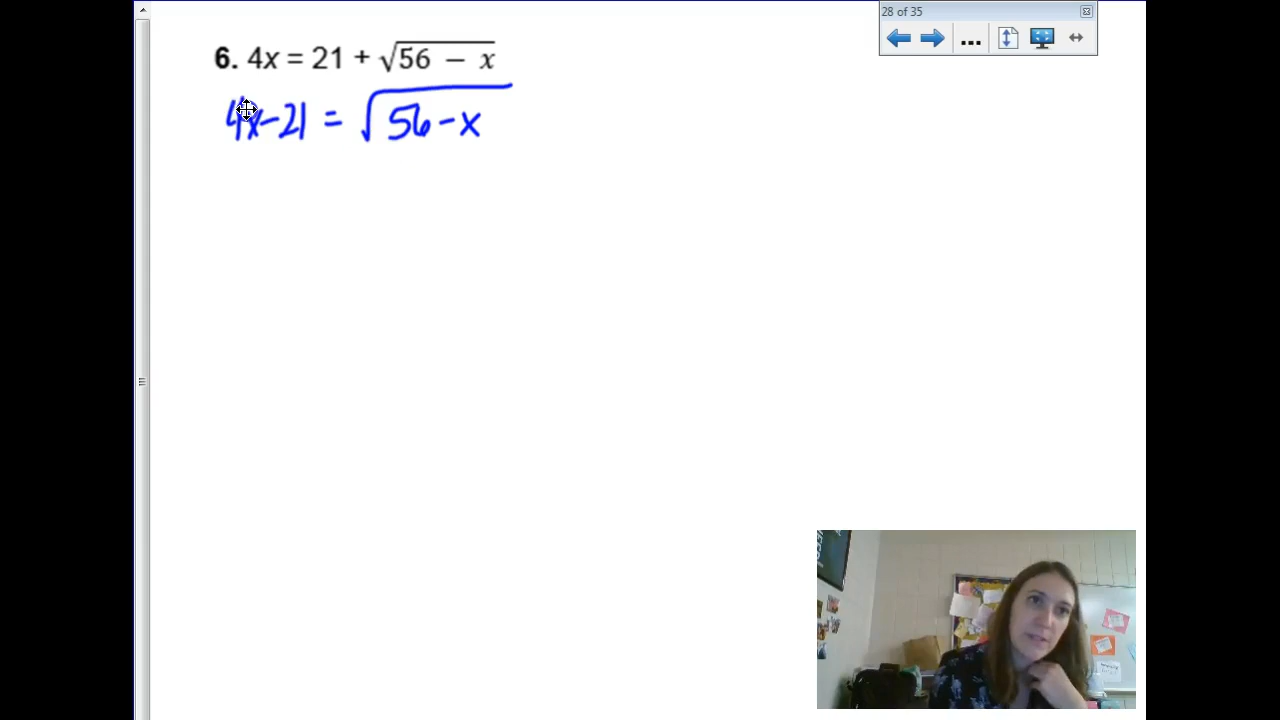 28 of 35
6. 4x = 21 + √56 − x
4x-21 = √56-x